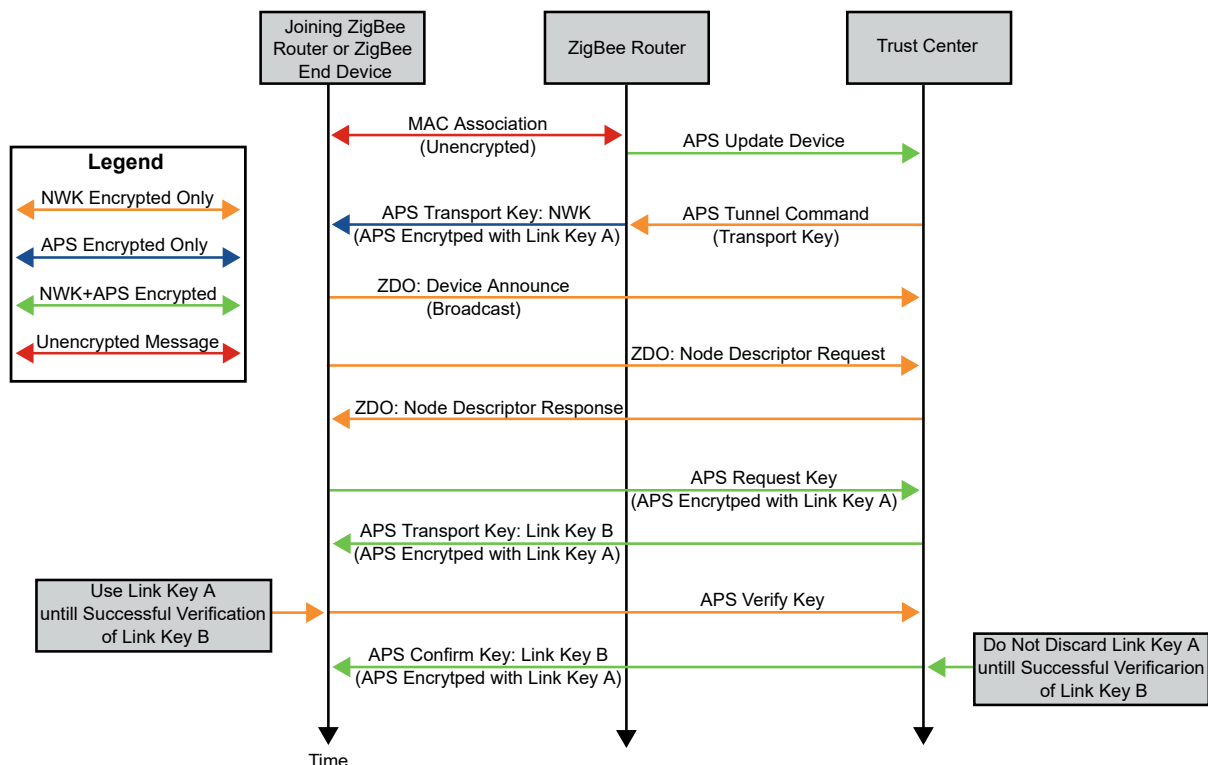 Joining ZigBee
Router or ZigBee
End Device
ZigBee Router
Trust Center
MAC Association
(Unencrypted)
APS Update Device
Legend
NWK Encrypted Only
APS Encrypted Only
NWK+APS Encrypted
Unencrypted Message
APS Transport Key: NWK
(APS Encrytped with Link Key A)
APS Tunnel Command
(Transport Key)
ZDO: Device Announce
(Broadcast)
ZDO: Node Descriptor Request
ZDO: Node Descriptor Response
APS Request Key
(APS Encrytped with Link Key A)
APS Transport Key: Link Key B
(APS Encrytped with Link Key A)
Use Link Key A
untill Successful Verification
of Link Key B
APS Verify Key
APS Confirm Key: Link Key B
(APS Encrytped with Link Key A)
Do Not Discard Link Key A
untill Successful Verificarion
of Link Key B
Time